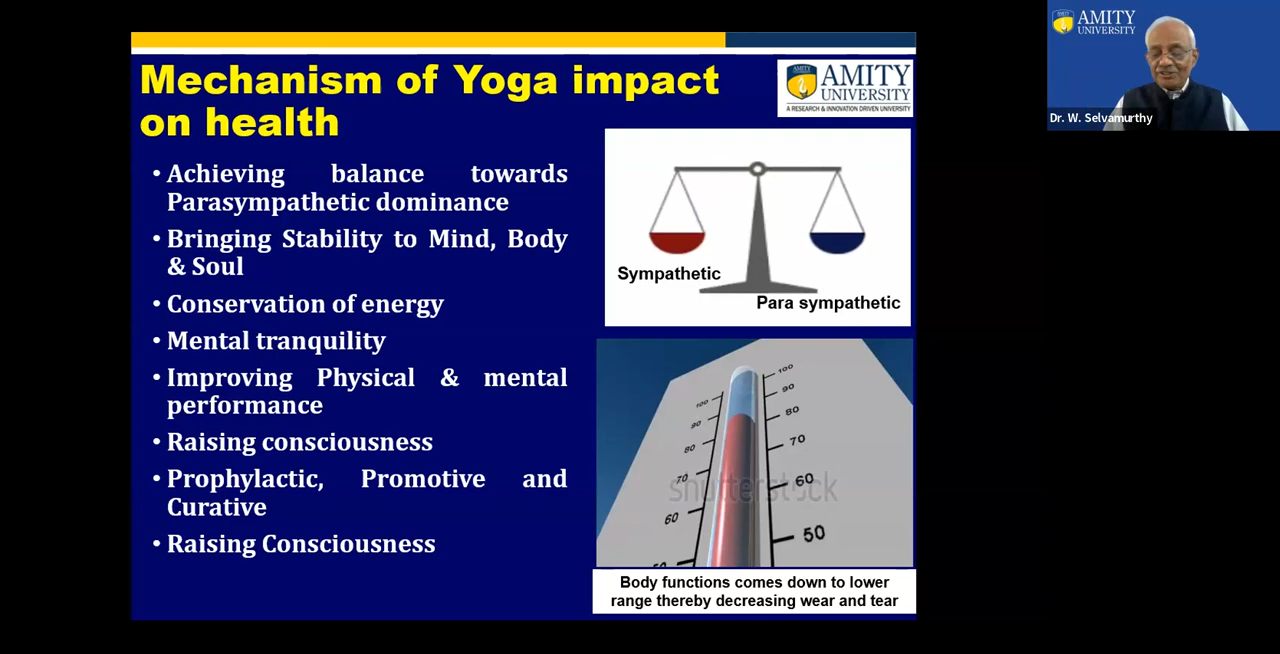 Mechanism of Yoga impact
on health
AMITY
UNIVERSITY
A RESEARCH & INNOVATION DRIVEN UNIVERSITY
• Achieving balance towards
Parasympathetic dominance
• Bringing Stability to Mind, Body
& Soul
• Conservation of energy
• Mental tranquility
• Improving Physical & mental
performance
• Raising consciousness
• Prophylactic, Promotive and
Curative
• Raising Consciousness
Sympathetic
Para sympathetic
100
90
80
70
60
50
100
90
80
70
60
shutterstock
Body functions comes down to lower
range thereby decreasing wear and tear
AMITY
UNIVERSITY
Dr. W. Selvamurthy